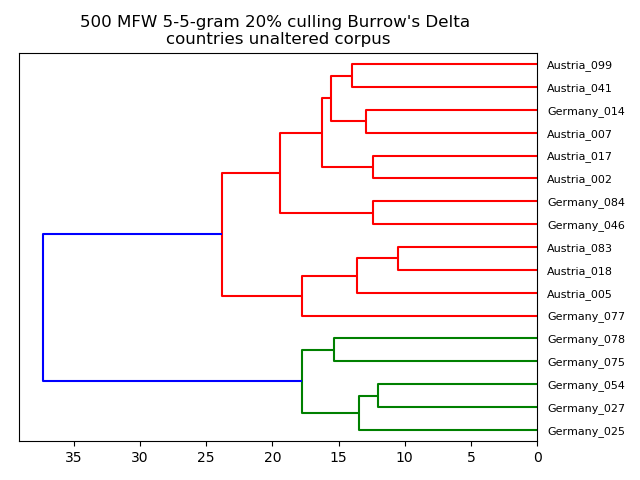 500 MFW 5-5-gram 20% culling Burrow's Delta
countries unaltered corpus
Austria_099
Austria_041
Germany_014
Austria_007
Austria_017
Austria_002
Germany_084
Germany_046
Austria_083
Austria_018
Austria_005
Germany_077
Germany_078
Germany_075
Germany_054
Germany_027
Germany_025
35 30 25 20 15 10 5 0